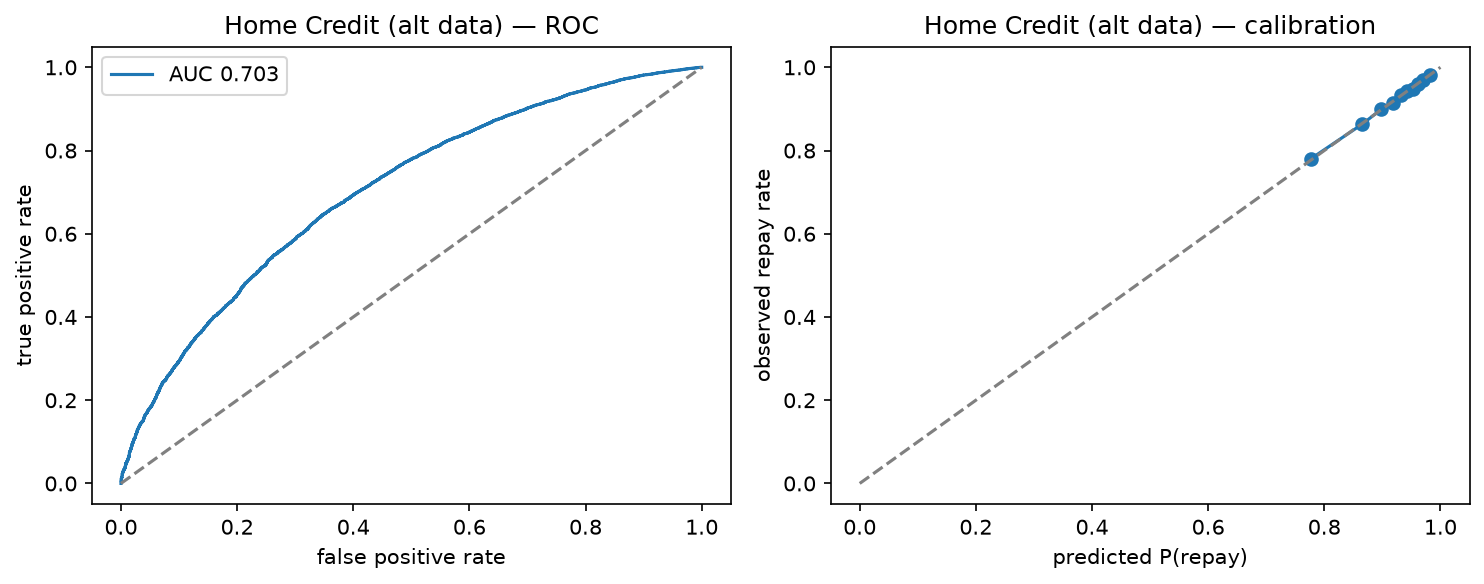 Home Credit (alt data) — ROC
AUC 0.703
1.0
0.8
0.6
0.4
0.2
0.0
true positive rate
0.0 0.2 0.4 0.6 0.8 1.0
false positive rate
Home Credit (alt data) — calibration
1.0
0.8
0.6
0.4
0.2
0.0
observed repay rate
0.0 0.2 0.4 0.6 0.8 1.0
predicted P(repay)